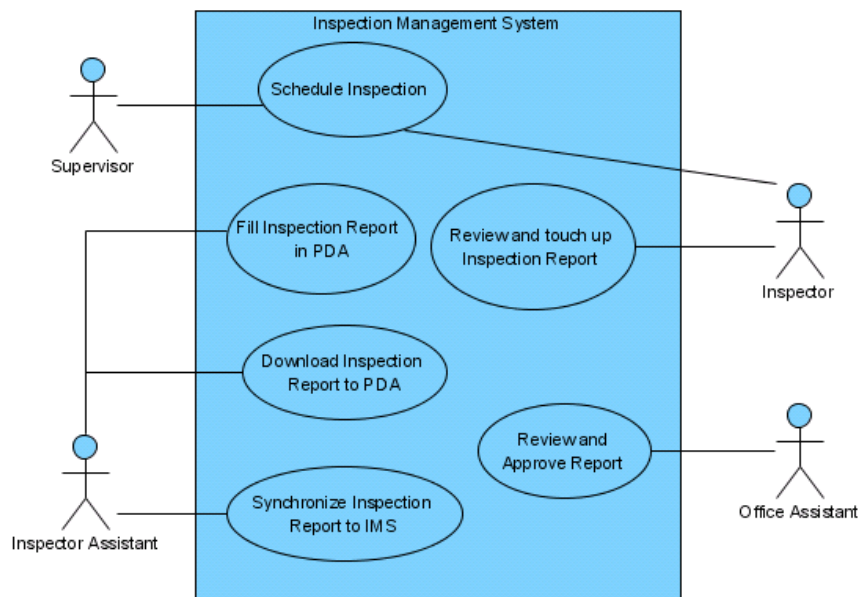 Inspection Management System
Schedule Inspection
Supervisor
Fill Inspection Report
in PDA
Review and touch up
Inspection Report
Inspector
Download Inspection
Report to PDA
Review and
Approve Report
Office Assistant
Synchronize Inspection
Report to IMS
Inspector Assistant